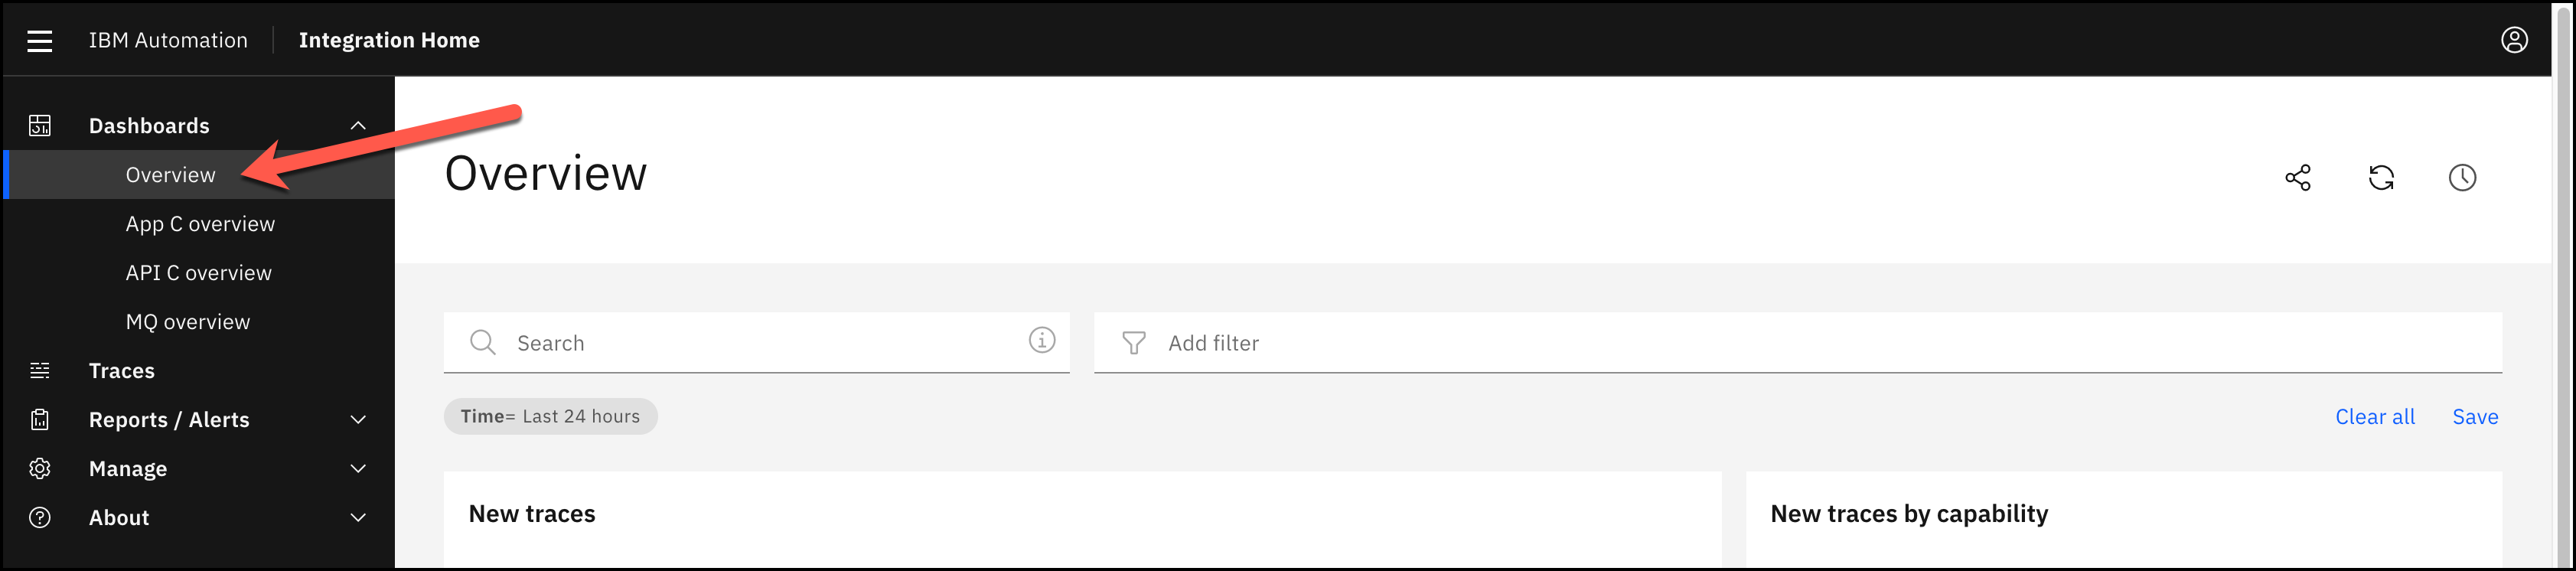 IBM Automation
Integration Home
Dashboards
Overview
App C overview
API C overview
MQ overview
Traces
Reports / Alerts
Manage
About
Overview
Search
Add filter
Time= Last 24 hours
Clear all
Save
New traces
New traces by capability